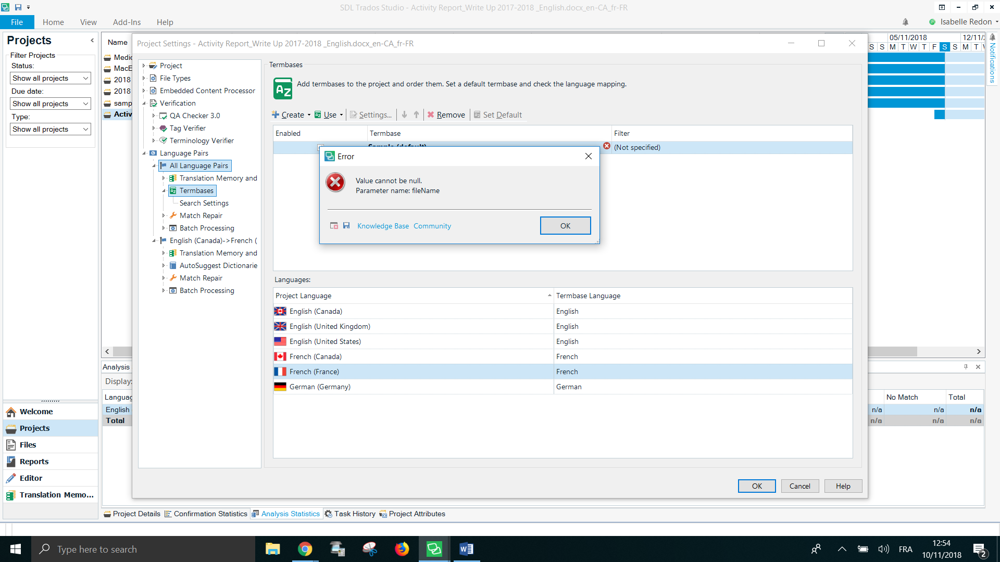 SDL Trados Studio - Activity Report_Write Up 2017-2018 _English.docx_en-CA_fr-FR
File
Home
View
Add-Ins
Help
Isabelle Redon
Projects
Filter Projects
Status:
Show all projects
Due date:
Show all projects
Type:
Show all projects
Name
2018
2018
Project Settings - Activity Report_Write Up 2017-2018 _English.docx_en-CA_fr-FR
Project
File Types
Embedded Content Processor
Verification
QA Checker 3.0
Tag Verifier
Terminology Verifier
Language Pairs
All Language Pairs
Translation Memory and
Termbases
Search Settings
Match Repair
Batch Processing
English (Canada)->French (
Translation Memory and
AutoSuggest Dictionarie
Match Repair
Batch Processing
Termbases
AZ
Add termbases to the project and order them. Set a default termbase and check the language mapping.
Create
Use
Settings...
Remove
Set Default
Enabled Termbase Filter
Sample (default) (Not specified)
Error
Value cannot be null.
Parameter name: fileName
Knowledge Base Community
OK
Languages:
Project Language Termbase Language
English (Canada) English
English (United Kingdom) English
English (United States) English
French (Canada) French
French (France) French
German (Germany) German
OK
Cancel
Help
05/11/2018 12/11/
S S M T W T F S S M T
Notifications
Analysis
Display:
Languag
English
Total
No Match Total
n/a n/a n/a
n/a n/a n/a
Welcome
Projects
Files
Reports
Editor
Translation Memo...
Project Details
Confirmation Statistics
Analysis Statistics
Task History
Project Attributes
Type here to search
FRA
12:54
10/11/2018
2